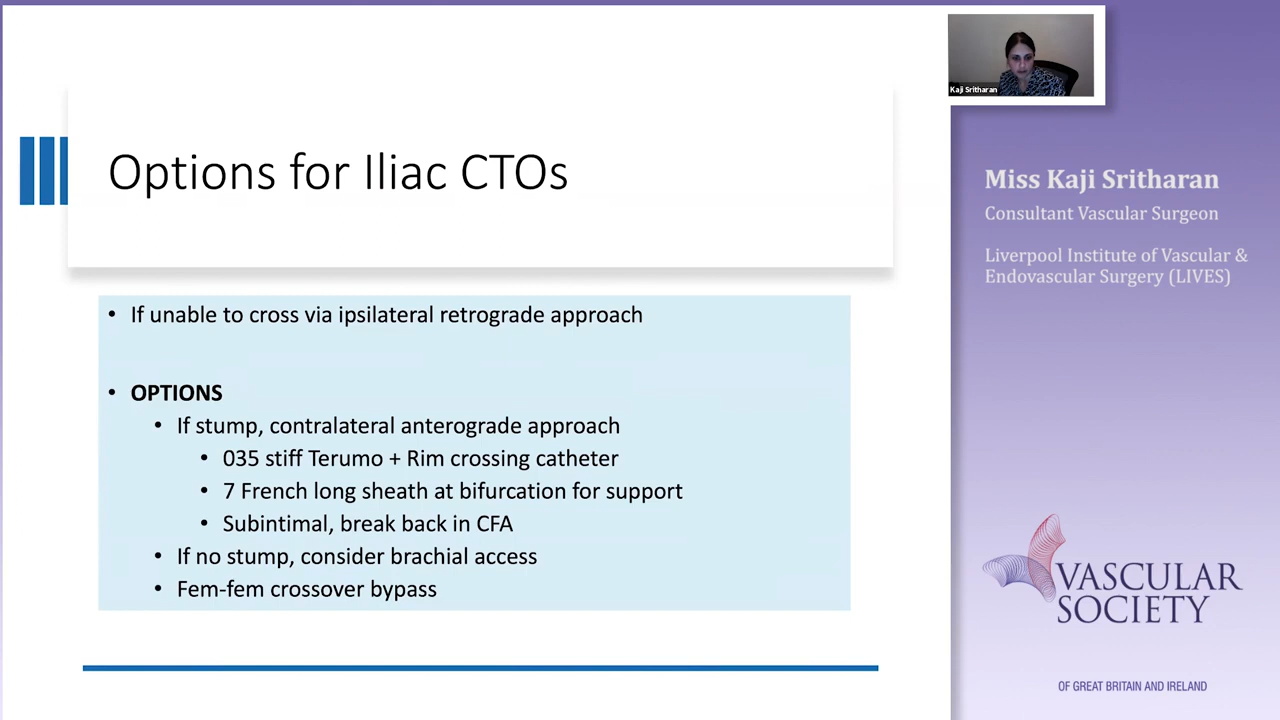 Options for Iliac CTOs
• If unable to cross via ipsilateral retrograde approach
• OPTIONS
• If stump, contralateral anterograde approach
• 035 stiff Terumo + Rim crossing catheter
• 7 French long sheath at bifurcation for support
• Subintimal, break back in CFA
• If no stump, consider brachial access
• Fem-fem crossover bypass
Kaji Sritharan
Miss Kaji Sritharan
Consultant Vascular Surgeon
Liverpool Institute of Vascular &
Endovascular Surgery (LIVES)
VASCULAR
SOCIETY
OF GREAT BRITAIN AND IRELAND